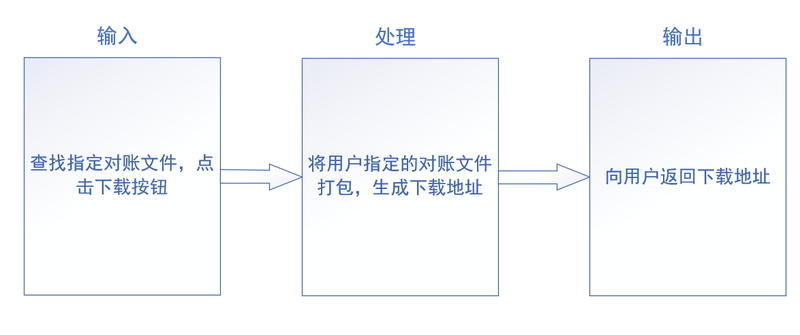 输入
处理
输出
查找指定对账文件，点
击下载按钮
将用户指定的对账文件
打包，生成下载地址
向用户返回下载地址